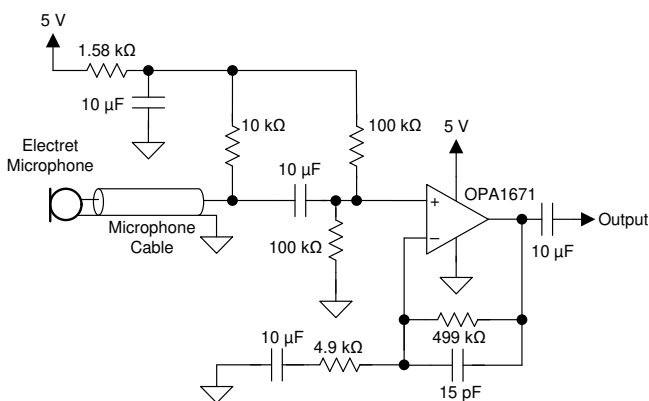 5 V
1.58 kΩ
10 µF
10 kΩ
100 kΩ
5 V
Electret
Microphone
10 µF
OPA1671
+
−
Microphone
Cable
100 kΩ
10 µF
Output
10 µF
4.9 kΩ
499 kΩ
15 pF